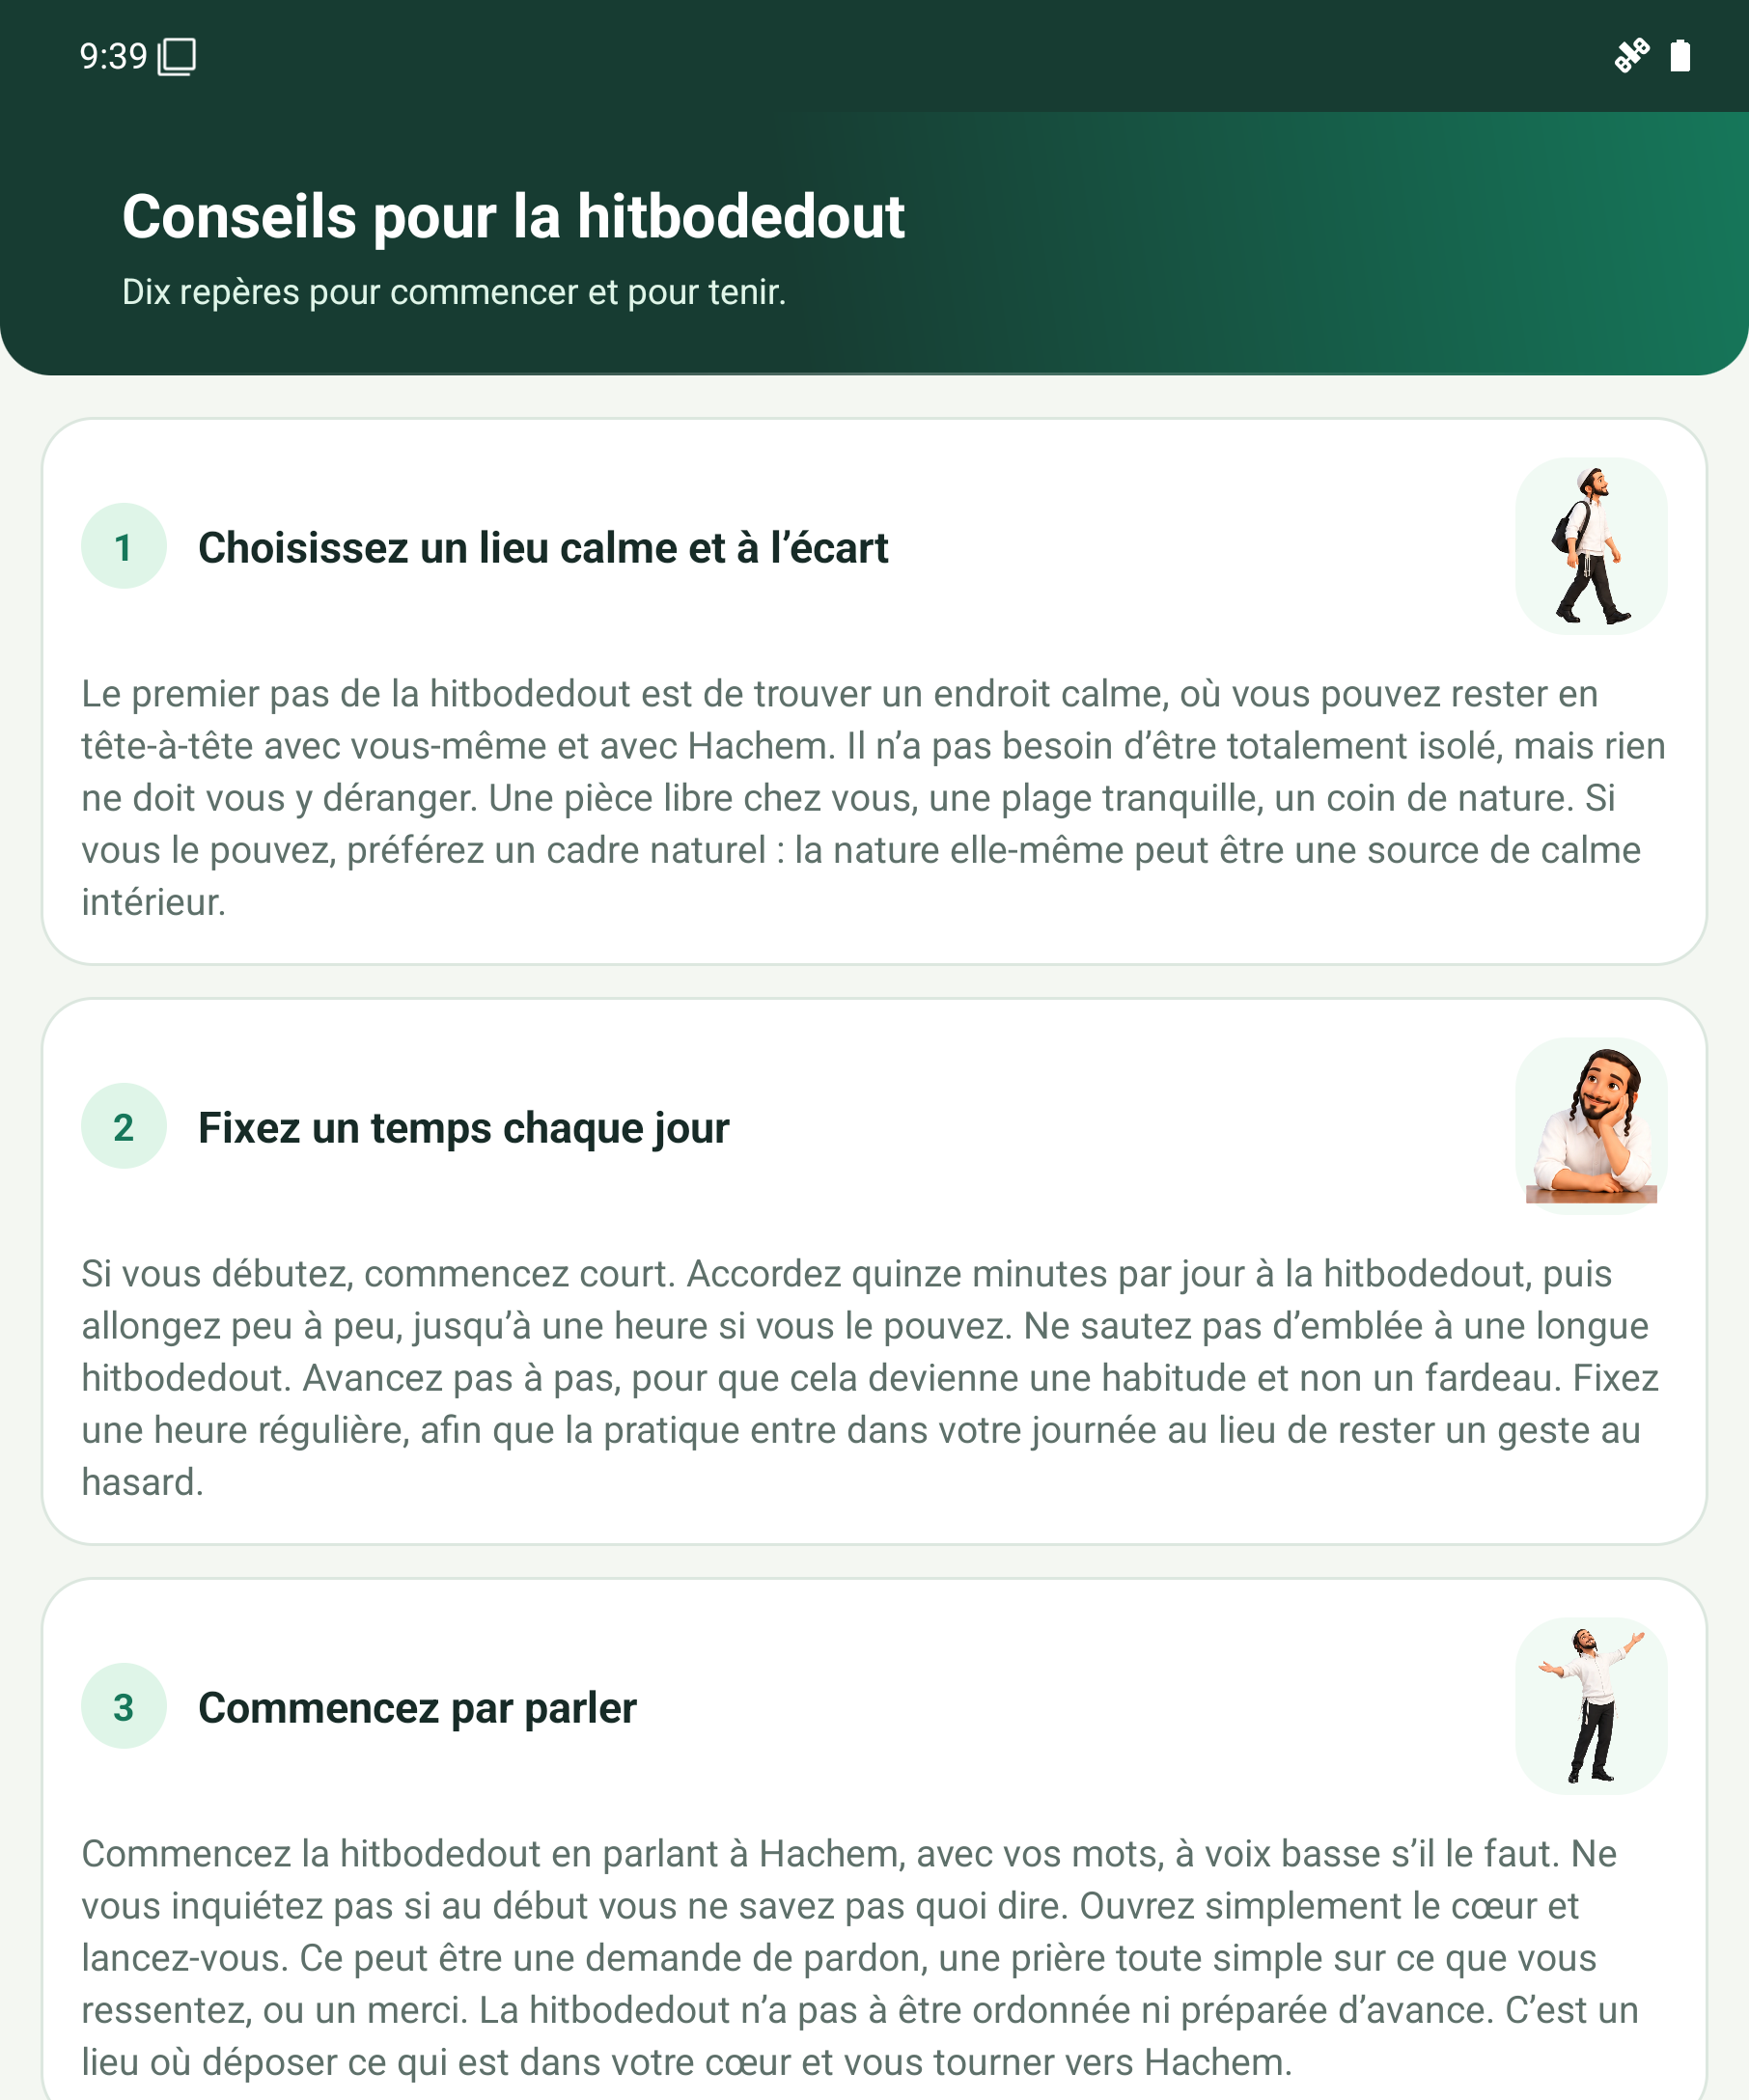 9:39
Conseils pour la hitbodedout
Dix repères pour commencer et pour tenir.
1
Choisissez un lieu calme et à l’écart
Le premier pas de la hitbodedout est de trouver un endroit calme, où vous pouvez rester en
tête-à-tête avec vous-même et avec Hachem. Il n’a pas besoin d’être totalement isolé, mais rien
ne doit vous y déranger. Une pièce libre chez vous, une plage tranquille, un coin de nature. Si
vous le pouvez, préférez un cadre naturel : la nature elle-même peut être une source de calme
intérieur.
2
Fixez un temps chaque jour
Si vous débutez, commencez court. Accordez quinze minutes par jour à la hitbodedout, puis
allongez peu à peu, jusqu’à une heure si vous le pouvez. Ne sautez pas d’emblée à une longue
hitbodedout. Avancez pas à pas, pour que cela devienne une habitude et non un fardeau. Fixez
une heure régulière, afin que la pratique entre dans votre journée au lieu de rester un geste au
hasard.
3
Commencez par parler
Commencez la hitbodedout en parlant à Hachem, avec vos mots, à voix basse s’il le faut. Ne
vous inquiétez pas si au début vous ne savez pas quoi dire. Ouvrez simplement le cœur et
lancez-vous. Ce peut être une demande de pardon, une prière toute simple sur ce que vous
ressentez, ou un merci. La hitbodedout n’a pas à être ordonnée ni préparée d’avance. C’est un
lieu où déposer ce qui est dans votre cœur et vous tourner vers Hachem.